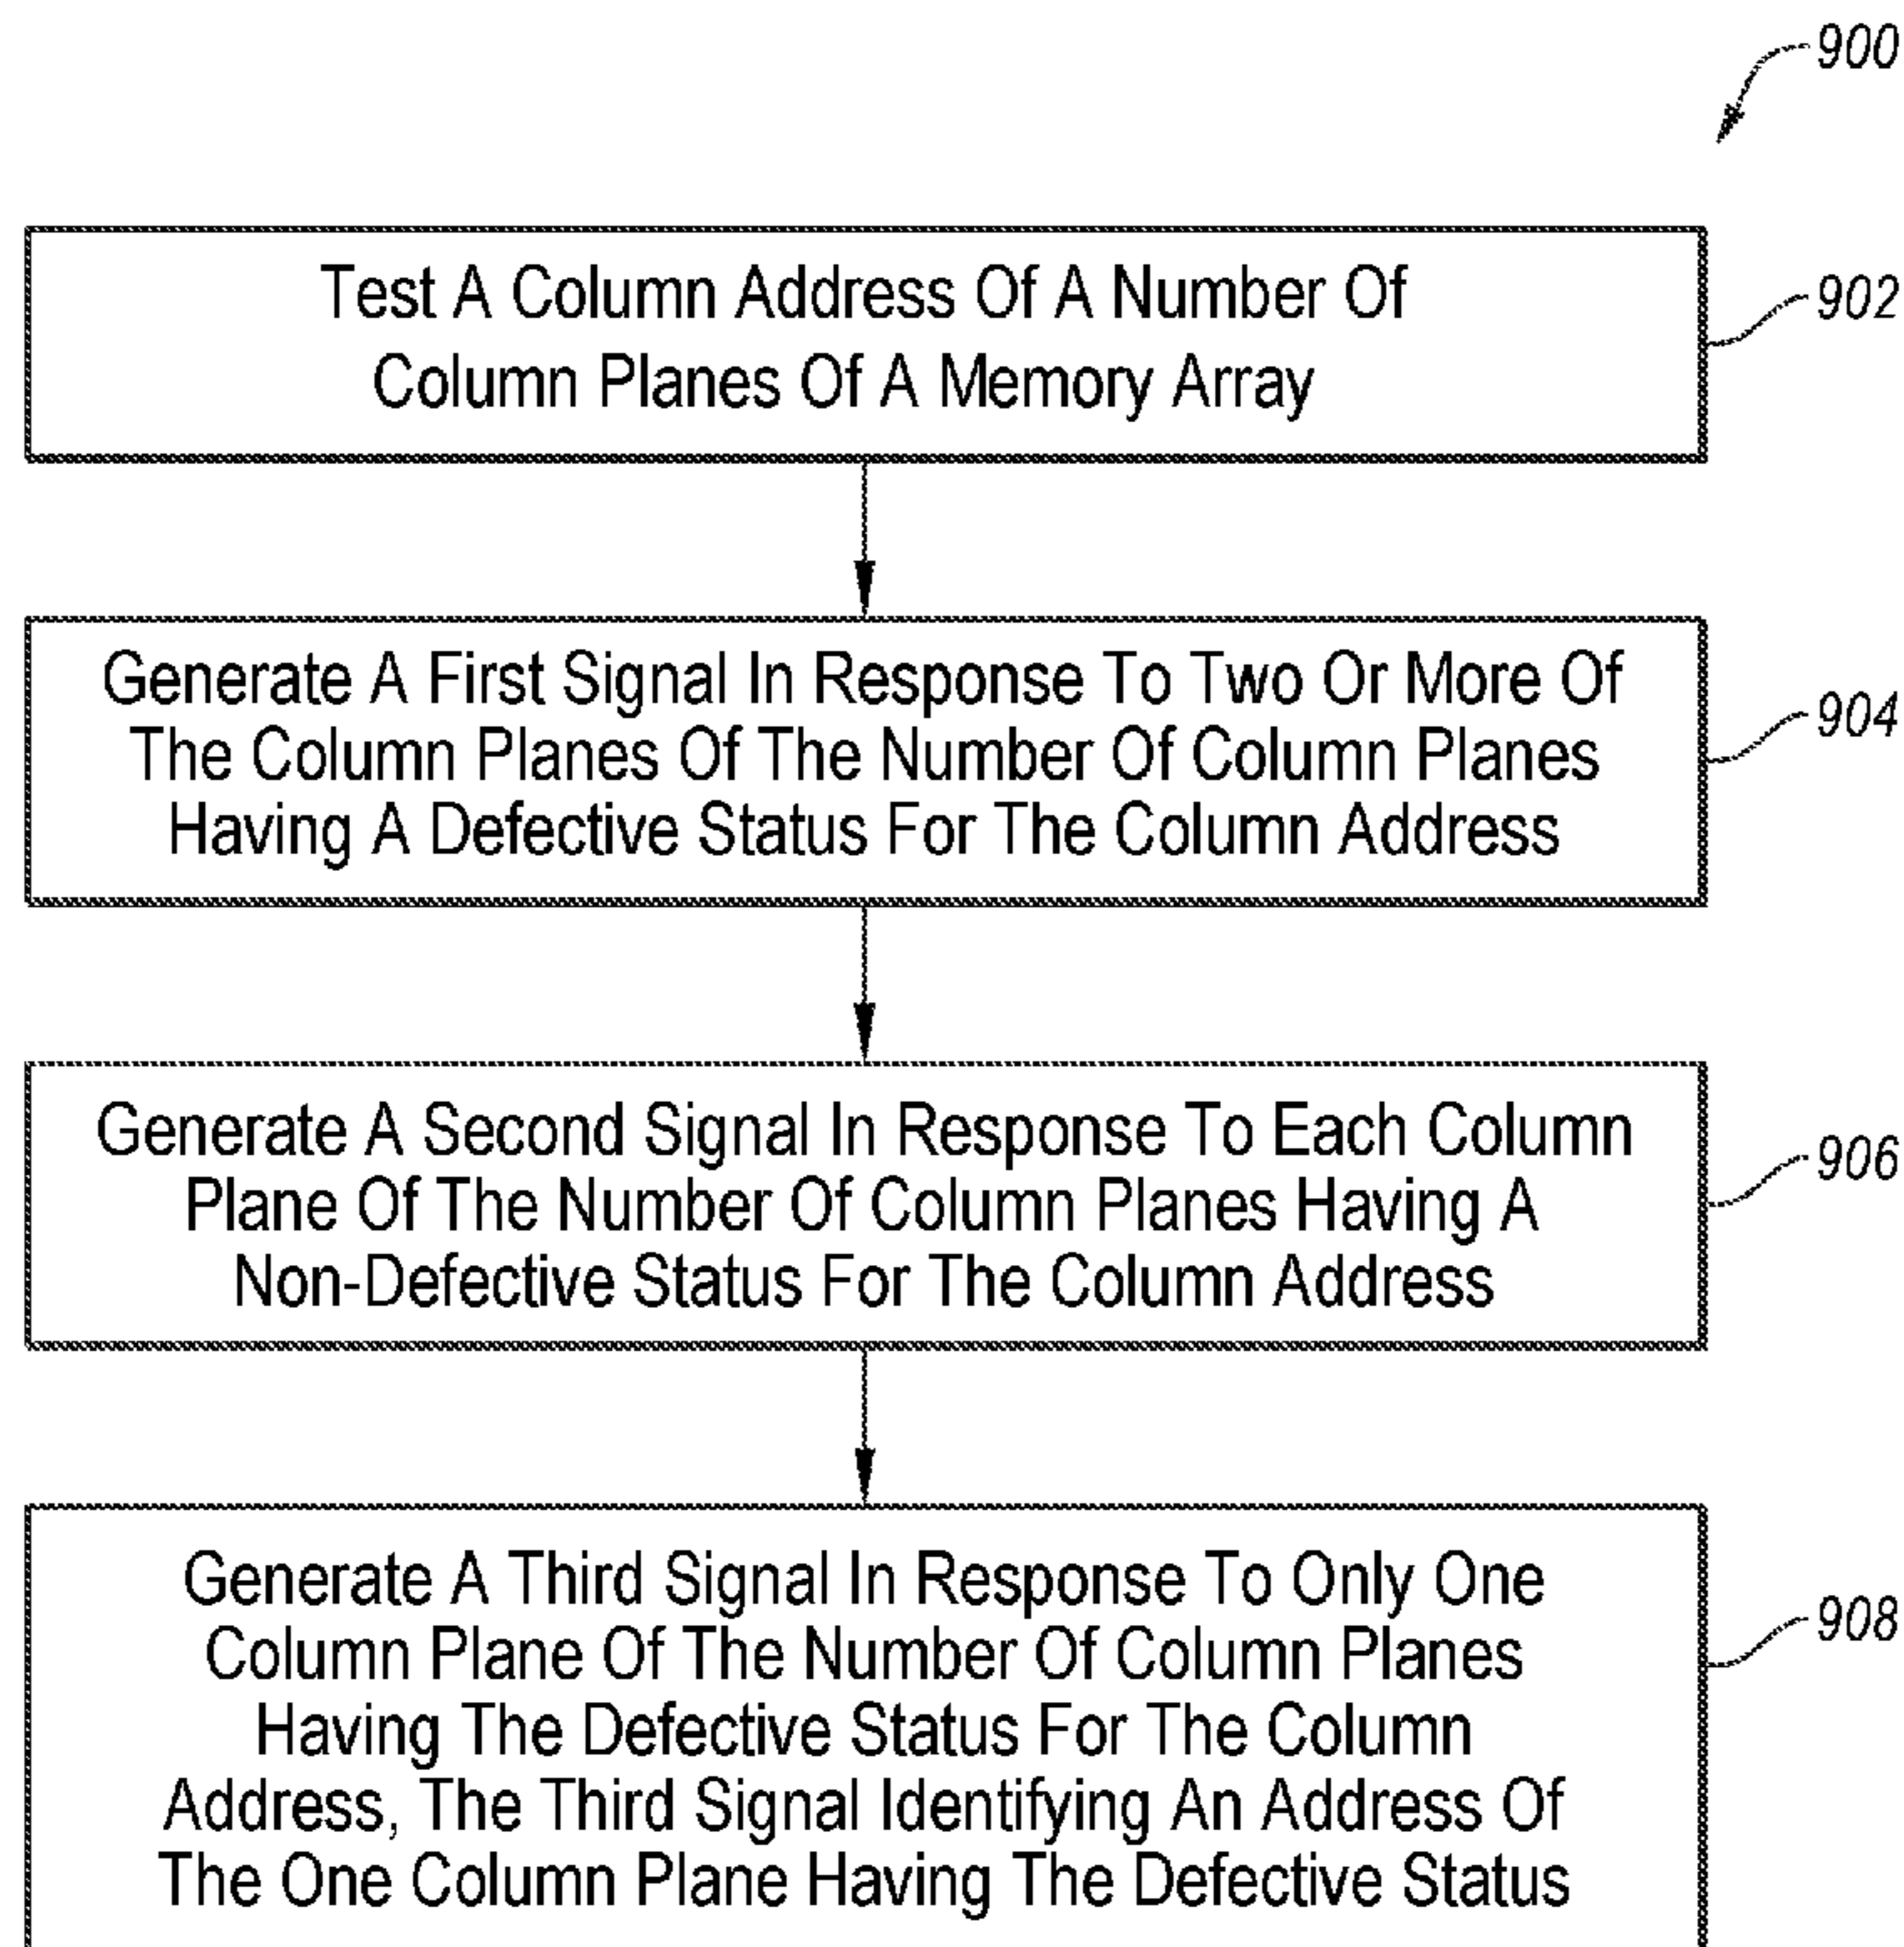 900
Test A Column Address Of A Number Of
Column Planes Of A Memory Array
902
Generate A First Signal In Response To Two Or More Of
The Column Planes Of The Number Of Column Planes
Having A Defective Status For The Column Address
904
Generate A Second Signal In Response To Each Column
Plane Of The Number Of Column Planes Having A
Non-Defective Status For The Column Address
906
Generate A Third Signal In Response To Only One
Column Plane Of The Number Of Column Planes
Having The Defective Status For The Column
Address, The Third Signal Identifying An Address Of
The One Column Plane Having The Defective Status
908